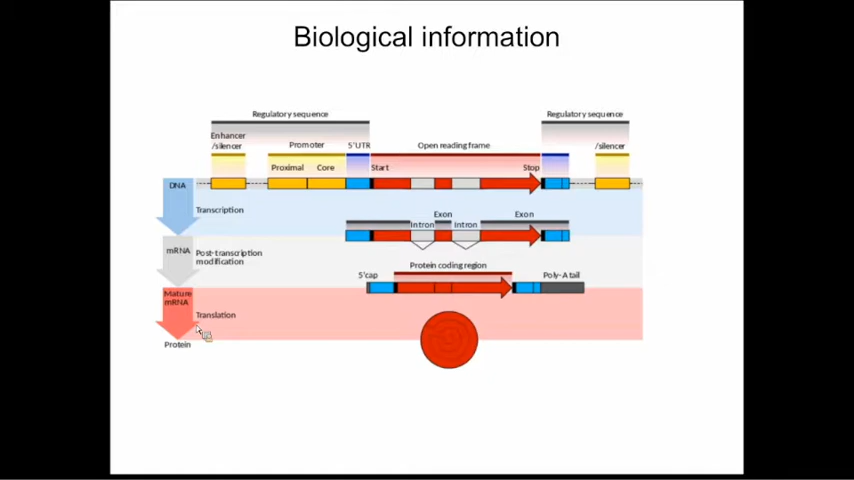 Biological information
Regulatory sequence
Regulatory sequence
Enhancer
/silencer
Promoter
5'UTR
Open reading frame
/silencer
Proximal
Core
Start
Stop
DNA
Transcription
Exon
Exon
Intron
Intron
mRNA
Post-transcription
modification
5'cap
Protein coding region
Poly-A tail
Mature
mRNA
Translation
Protein